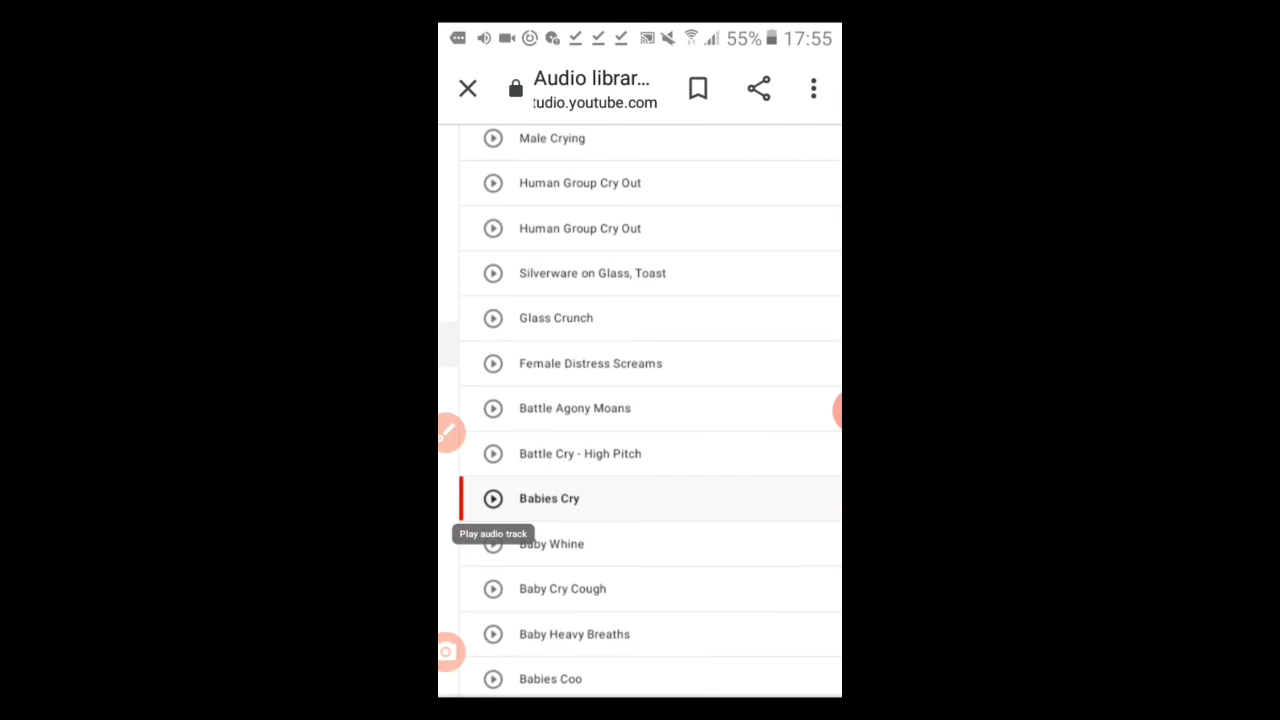 55% 17:55
Audio librar...
tudio.youtube.com
Male Crying
Human Group Cry Out
Human Group Cry Out
Silverware on Glass, Toast
Glass Crunch
Female Distress Screams
Battle Agony Moans
Battle Cry - High Pitch
Babies Cry
Play audio track
Baby Whine
Baby Cry Cough
Baby Heavy Breaths
Babies Coo